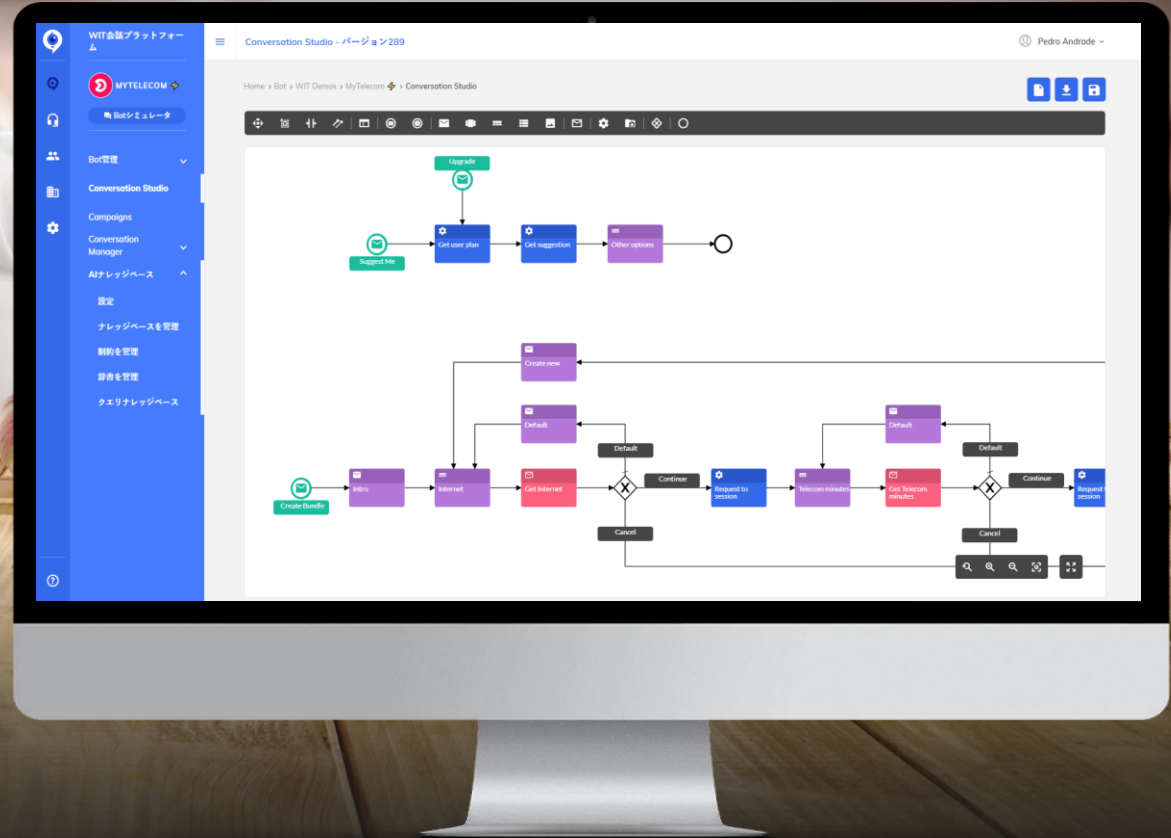 WIT会話プラットフォー
ム
Conversation Studio - バージョン289
Pedro Andrade
MYTELECOM
Botシミュレータ
Home › Bot › WIT Demos › MyTelecom › Conversation Studio
Bot管理
Conversation Studio
Campaigns
Conversation
Manager
AIナレッジベース
設定
ナレッジベースを管理
制約を管理
辞書を管理
クエリナレッジベース
Upgrade
Get user plan
Get suggestion
Other options
Suggest Me
Create new
Default
Default
Default
Default
Continue
Continue
Intro
Internet
Get Internet
Request to
session
Telecom minutes
Get Telecom
minutes
Request t
session
Create Bundle
Cancel
Cancel